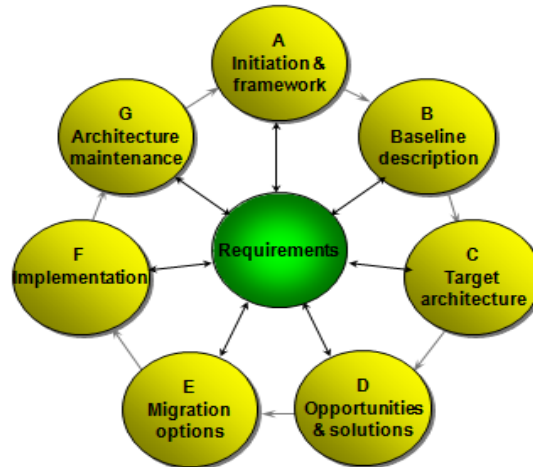 A
Initiation &
framework
B
Baseline
description
C
Target
architecture
D
Opportunities
& solutions
E
Migration
options
F
Implementation
G
Architecture
maintenance
Requirements